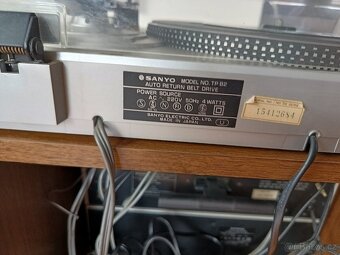 SANYO MODEL NO. TP B2
AUTO RETURN BELT DRIVE
POWER SOURCE
AC 220V 50Hz 4 WATTS
S N D
SANYO ELECTRIC CO., LTD.
MADE IN JAPAN
15412684